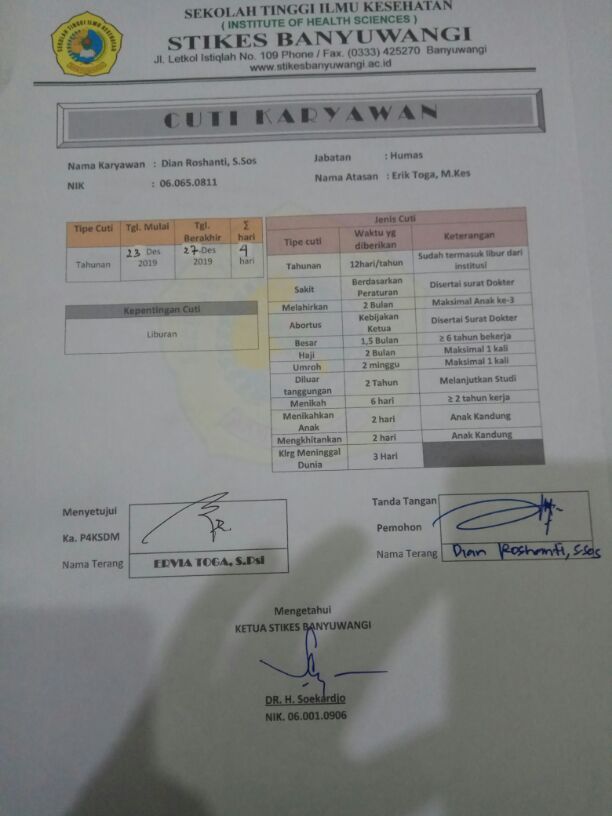 SEKOLAH TINGGI ILMU KESEHATAN
( INSTITUTE OF HEALTH SCIENCES )
STIKES BANYUWANGI
Jl. Letkol Istiqlah No. 109 Phone / Fax. (0333) 425270 Banyuwangi
www.stikesbanyuwangi.ac.id
CUTI KARYAWAN
Nama Karyawan : Dian Roshanti, S.Sos
NIK : 06.065.0811
Jabatan : Humas
Nama Atasan : Erik Toga, M.Kes
Tipe Cuti Tgl. Mulai Tgl. Berakhir Σ hari
Tahunan 23 Des 2019 27 Des 2019 4 hari
Kepentingan Cuti
Liburan
Jenis Cuti
Tipe cuti Waktu yg diberikan Keterangan
Tahunan 12hari/tahun Sudah termasuk libur dari institusi
Sakit Berdasarkan Peraturan Disertai surat Dokter
Melahirkan 2 Bulan Maksimal Anak ke-3
Abortus Kebijakan Ketua Disertai Surat Dokter
Besar 1,5 Bulan ≥ 6 tahun bekerja
Haji 2 Bulan Maksimal 1 kali
Umroh 2 minggu Maksimal 1 kali
Diluar tanggungan 2 Tahun Melanjutkan Studi
Menikah 6 hari ≥ 2 tahun kerja
Menikahkan Anak 2 hari Anak Kandung
Mengkhitankan 2 hari Anak Kandung
Klrg Meninggal Dunia 3 Hari
Menyetujui
Ka. P4KSDM
Nama Terang ERVIA TOGA, S.Psi
Tanda Tangan
Pemohon
Nama Terang Dian Roshanti, S.Sos
Mengetahui
KETUA STIKES BANYUWANGI
DR. H. Soekardjo
NIK. 06.001.0906